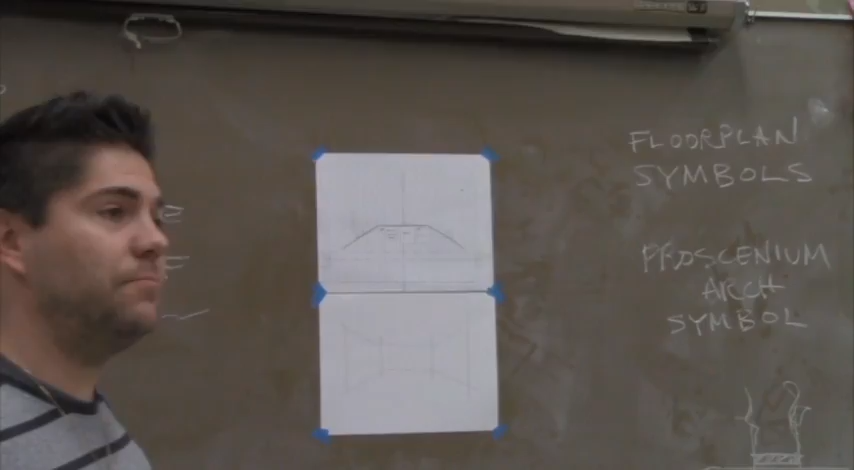 FLOORPLAN
SYMBOLS
PROSCENIUM
ARCH
SYMBOL